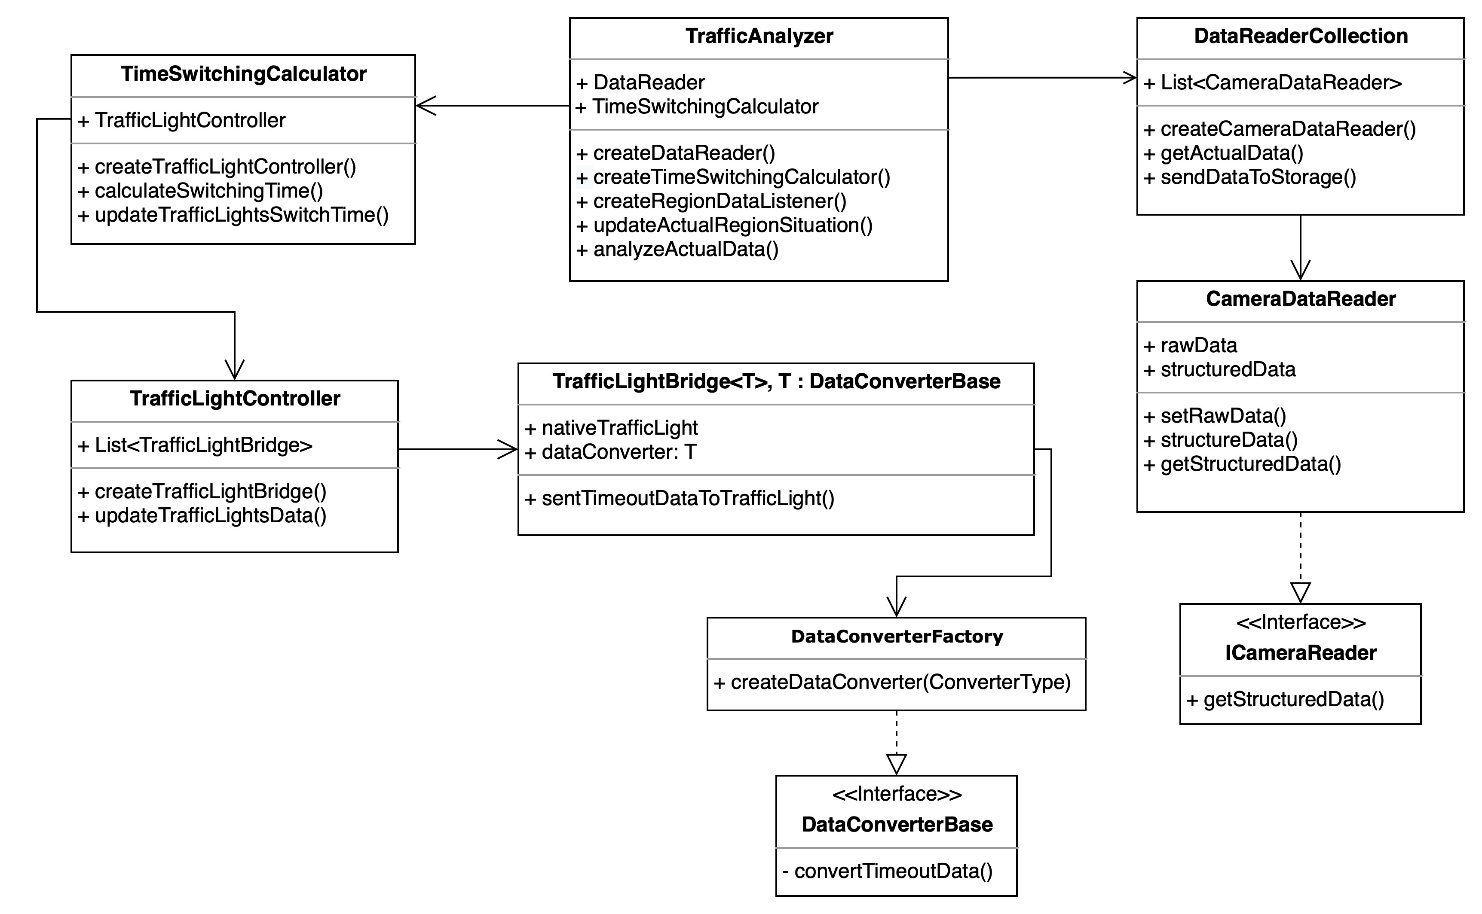 TimeSwitchingCalculator
+ TrafficLightController
+ createTrafficLightController()
+ calculateSwitchingTime()
+ updateTrafficLightsSwitchTime()
TrafficAnalyzer
+ DataReader
+ TimeSwitchingCalculator
+ createDataReader()
+ createTimeSwitchingCalculator()
+ createRegionDataListener()
+ updateActualRegionSituation()
+ analyzeActualData()
DataReaderCollection
+ List<CameraDataReader>
+ createCameraDataReader()
+ getActualData()
+ sendDataToStorage()
CameraDataReader
+ rawData
+ structuredData
+ setRawData()
+ structureData()
+ getStructuredData()
TrafficLightController
+ List<TrafficLightBridge>
+ createTrafficLightBridge()
+ updateTrafficLightsData()
TrafficLightBridge<T>, T : DataConverterBase
+ nativeTrafficLight
+ dataConverter: T
+ sentTimeoutDataToTrafficLight()
DataConverterFactory
+ createDataConverter(ConverterType)
<<Interface>>
ICameraReader
+ getStructuredData()
<<Interface>>
DataConverterBase
- convertTimeoutData()